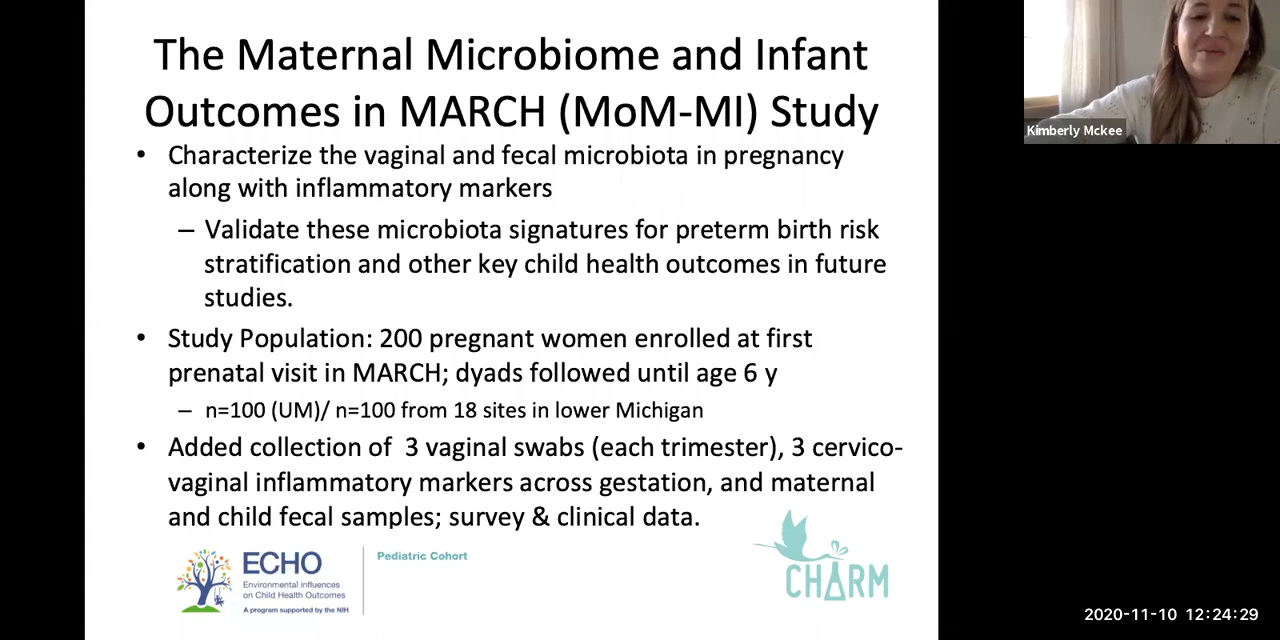 The Maternal Microbiome and Infant
Outcomes in MARCH (MoM-MI) Study
• Characterize the vaginal and fecal microbiota in pregnancy
along with inflammatory markers
– Validate these microbiota signatures for preterm birth risk
stratification and other key child health outcomes in future
studies.
• Study Population: 200 pregnant women enrolled at first
prenatal visit in MARCH; dyads followed until age 6 y
– n=100 (UM)/ n=100 from 18 sites in lower Michigan
• Added collection of  3 vaginal swabs (each trimester), 3 cervico-
vaginal inflammatory markers across gestation, and maternal
and child fecal samples; survey & clinical data.
ECHO
Environmental influences
on Child Health Outcomes
A program supported by the NIH
Pediatric Cohort
CHARM
Kimberly Mckee
2020-11-10 12:24:29